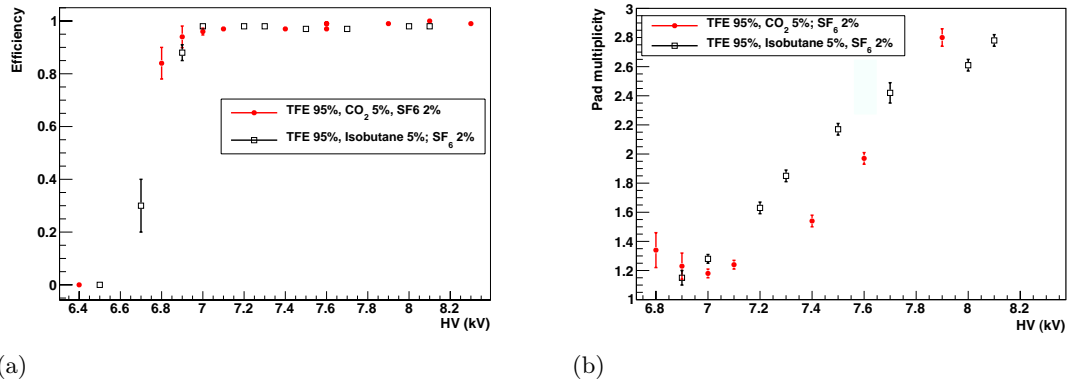 Efficiency
1
0.8
0.6
0.4
0.2
0
TFE 95%, CO2 5%, SF6 2%
TFE 95%, Isobutane 5%; SF6 2%
6.4 6.6 6.8 7 7.2 7.4 7.6 7.8 8 8.2
HV (kV)
(a)
Pad multiplicity
3
2.8
2.6
2.4
2.2
2
1.8
1.6
1.4
1.2
1
TFE 95%, CO2 5%; SF6 2%
TFE 95%, Isobutane 5%, SF6 2%
6.8 7 7.2 7.4 7.6 7.8 8 8.2
HV (kV)
(b)